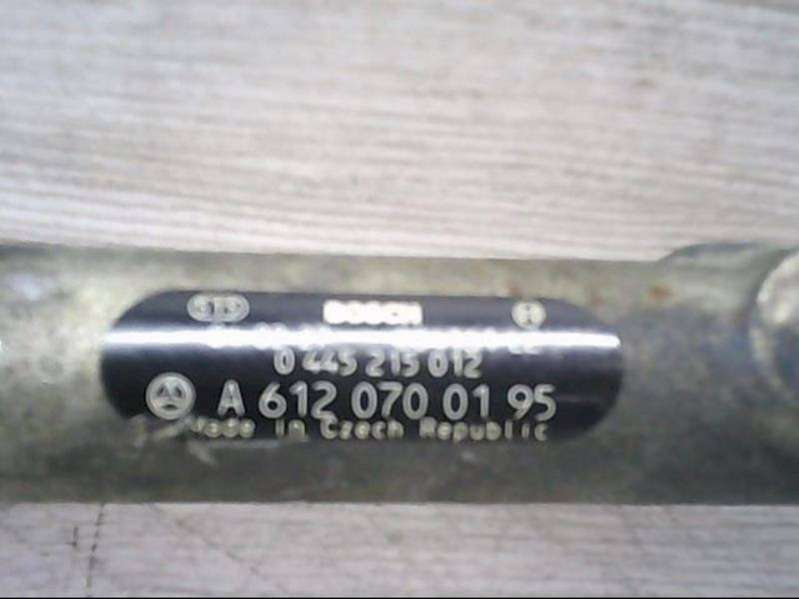 BOSCH
0 445 215 012
A 612 070 01 95
Made in Czech Republic